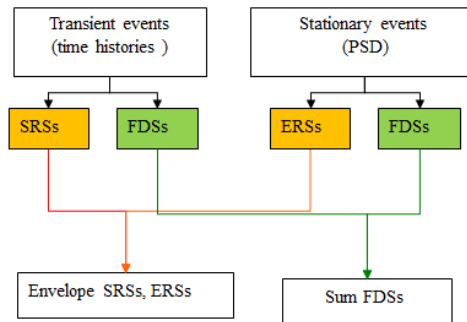 Transient events
(time histories )
Stationary events
(PSD)
SRSs
FDSs
ERSs
FDSs
Envelope SRSs, ERSs
Sum FDSs